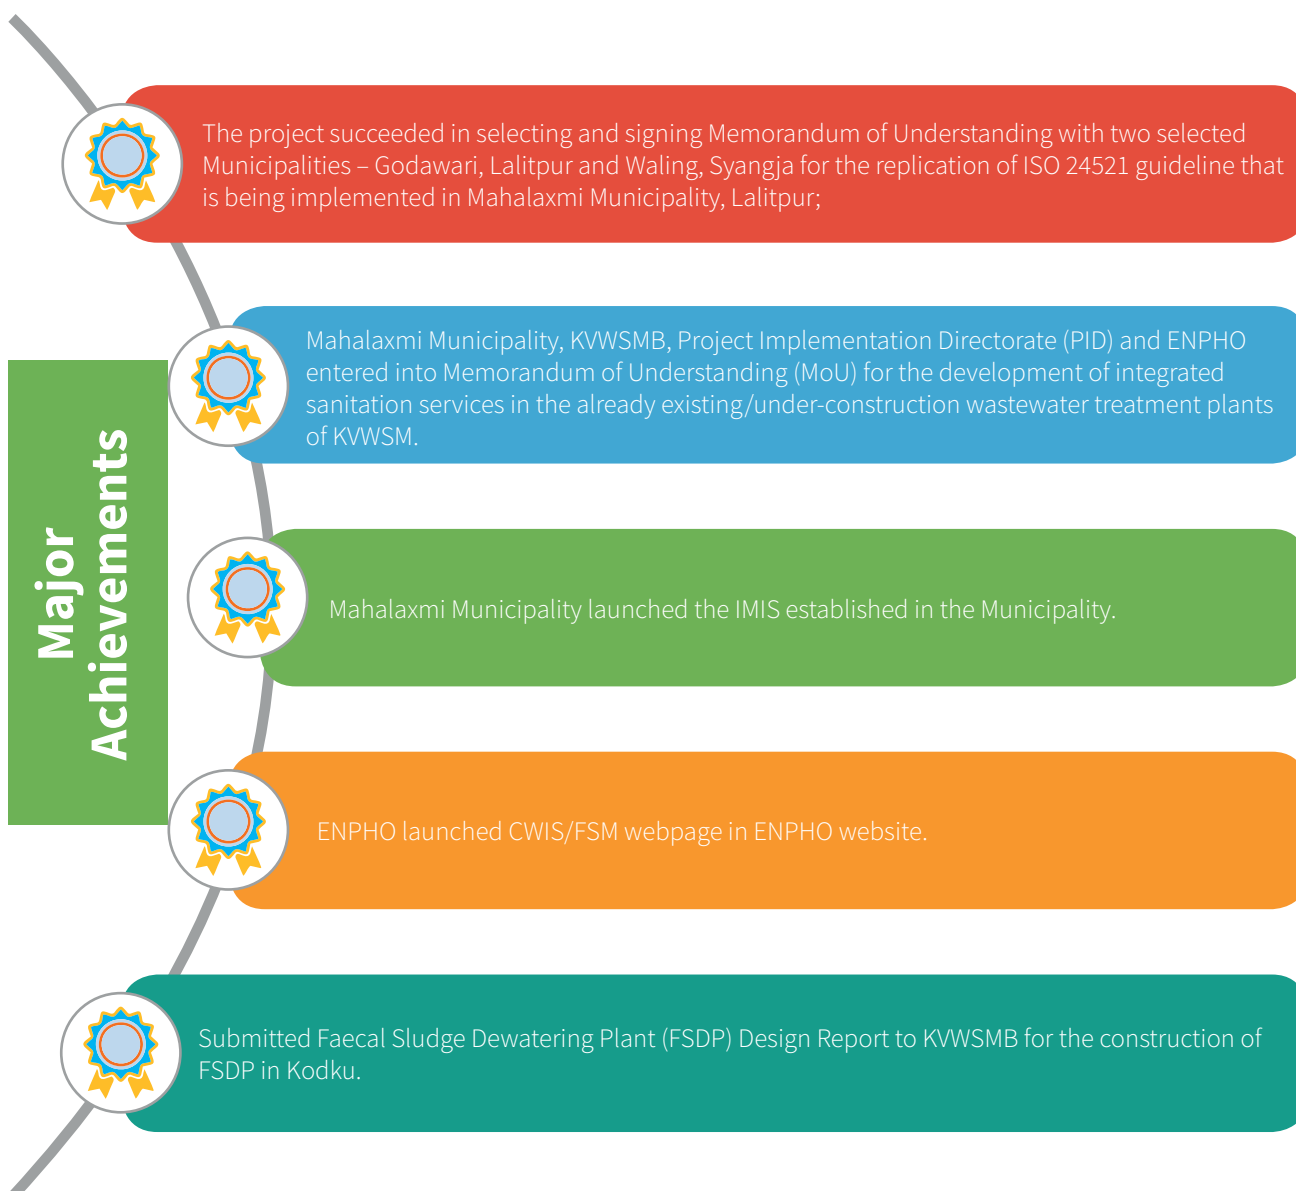 Major
Achievements
The project succeeded in selecting and signing Memorandum of Understanding with two selected
Municipalities – Godawari, Lalitpur and Waling, Syangja for the replication of ISO 24521 guideline that
is being implemented in Mahalaxmi Municipality, Lalitpur;
Mahalaxmi Municipality, KVWSMB, Project Implementation Directorate (PID) and ENPHO
entered into Memorandum of Understanding (MoU) for the development of integrated
sanitation services in the already existing/under-construction wastewater treatment plants
of KVWSM.
Mahalaxmi Municipality launched the IMIS established in the Municipality.
ENPHO launched CWIS/FSM webpage in ENPHO website.
Submitted Faecal Sludge Dewatering Plant (FSDP) Design Report to KVWSMB for the construction of
FSDP in Kodku.